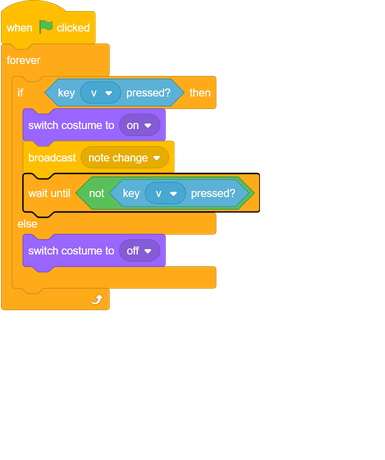 when clicked
forever
if key v pressed? then
switch costume to on
broadcast note change
wait until not key v pressed?
else
switch costume to off